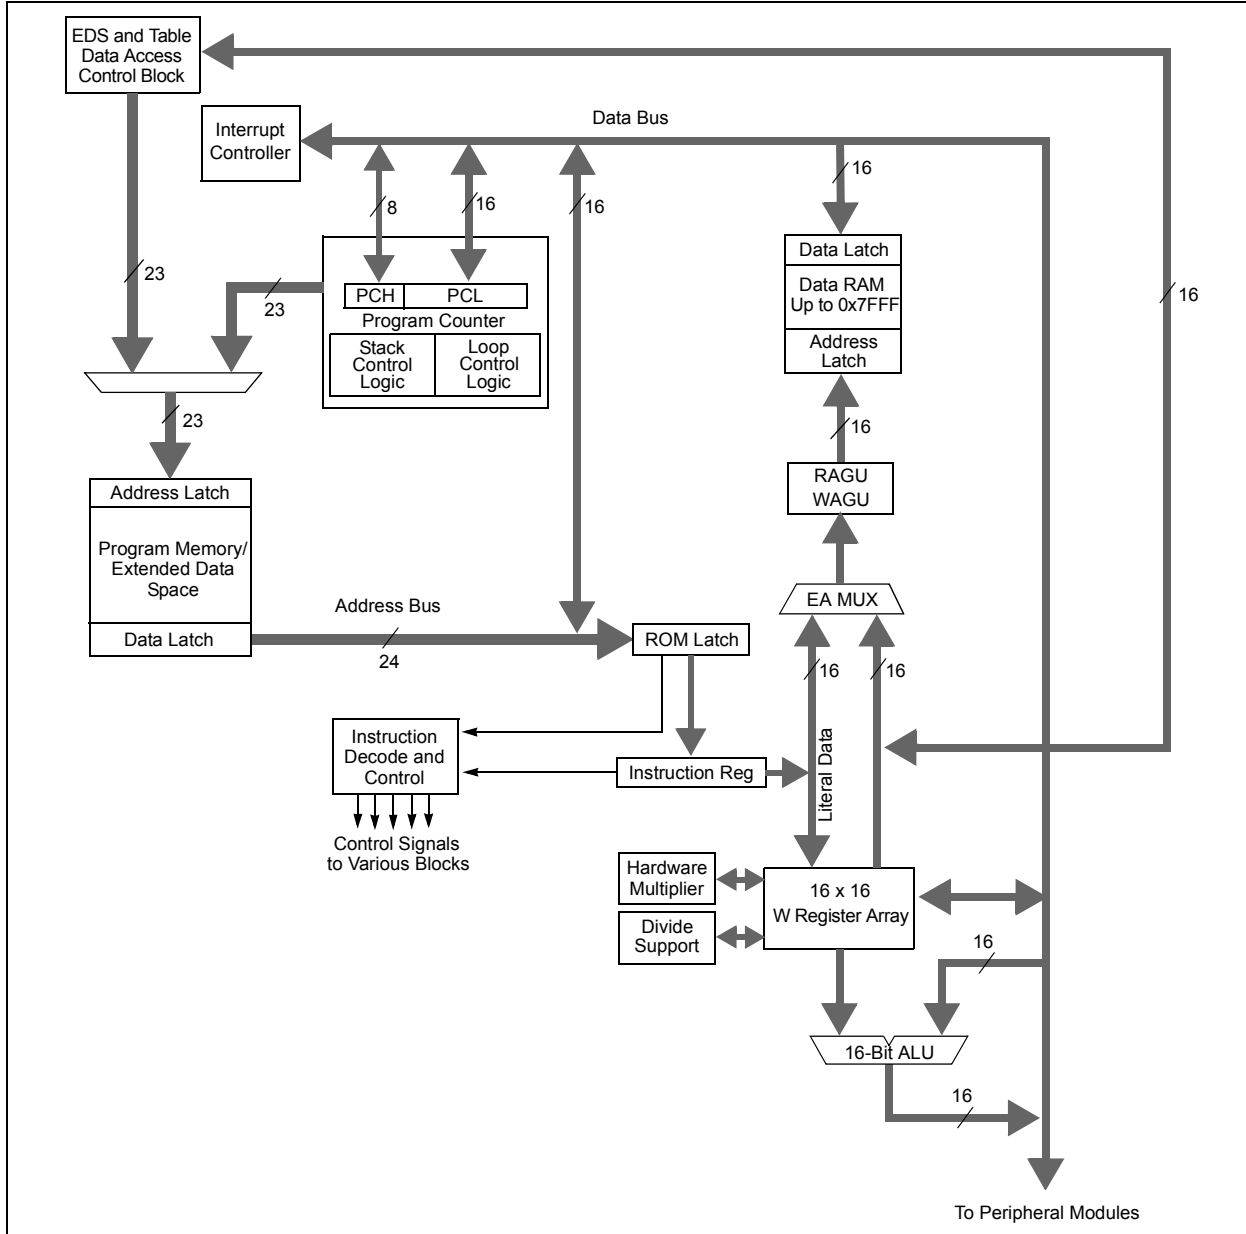 EDS and Table
Data Access
Control Block
Data Bus
Interrupt
Controller
16
8
16
16
Data Latch
Data RAM
Up to 0x7FFF
Address
Latch
23
23
16
PCH
PCL
Program Counter
Stack
Control
Logic
Loop
Control
Logic
23
16
RAGU
WAGU
Address Latch
Program Memory/
Extended Data
Space
Data Latch
EA MUX
Address Bus
24
ROM Latch
16
16
Instruction
Decode and
Control
Instruction Reg
Literal Data
Control Signals
to Various Blocks
Hardware
Multiplier
16 x 16
W Register Array
Divide
Support
16
16-Bit ALU
16
To Peripheral Modules